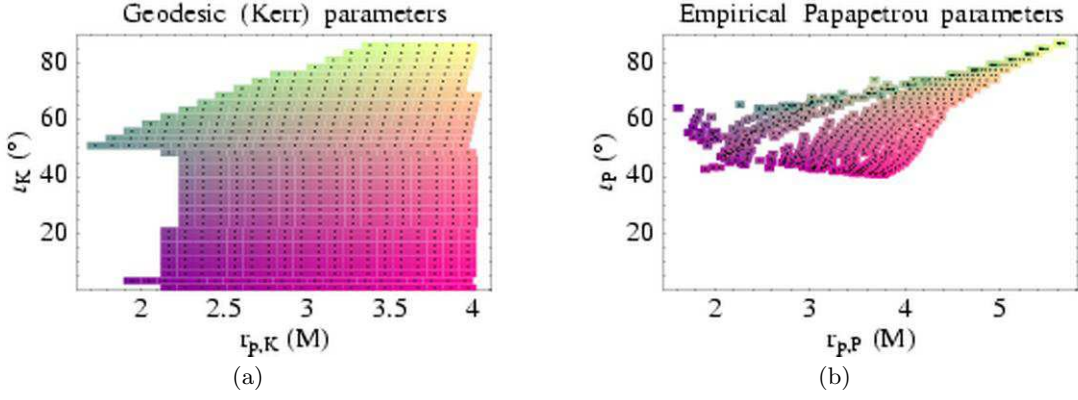 Geodesic (Kerr) parameters
Empirical Papapetrou parameters
80
60
40
20
ι_K (°)
2
2.5
3
3.5
4
r_p,K (M)
(a)
80
60
40
20
ι_P (°)
2
3
4
5
r_p,P (M)
(b)